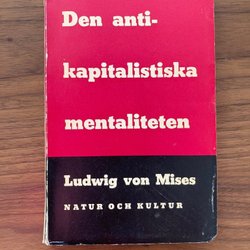 Den anti-
kapitalistiska
mentaliteten
Ludwig von Mises
NATUR OCH KULTUR